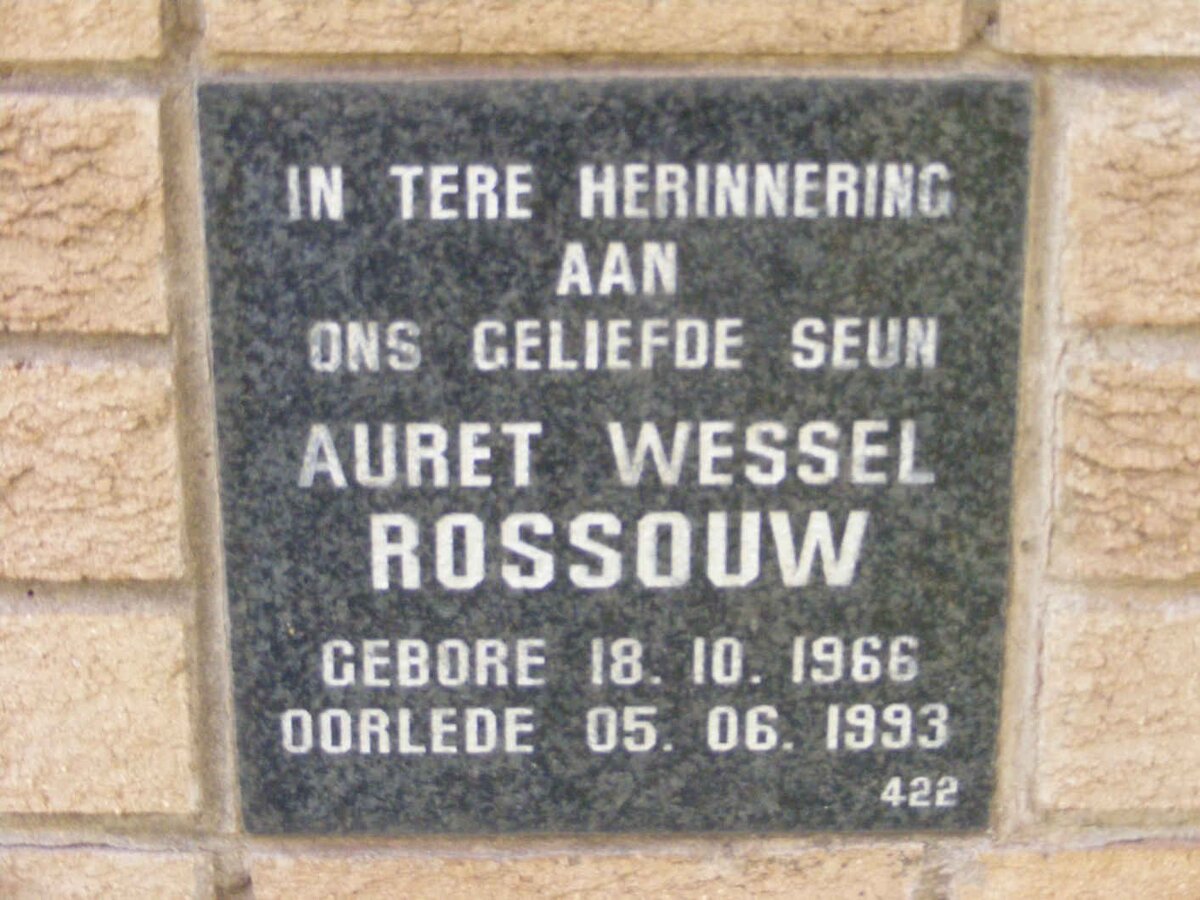 IN TERE HERINNERING
AAN
ONS GELIEFDE SEUN
AURET WESSEL
ROSSOUW
GEBORE 18. 10. 1966
OORLEDE 05. 06. 1993
422